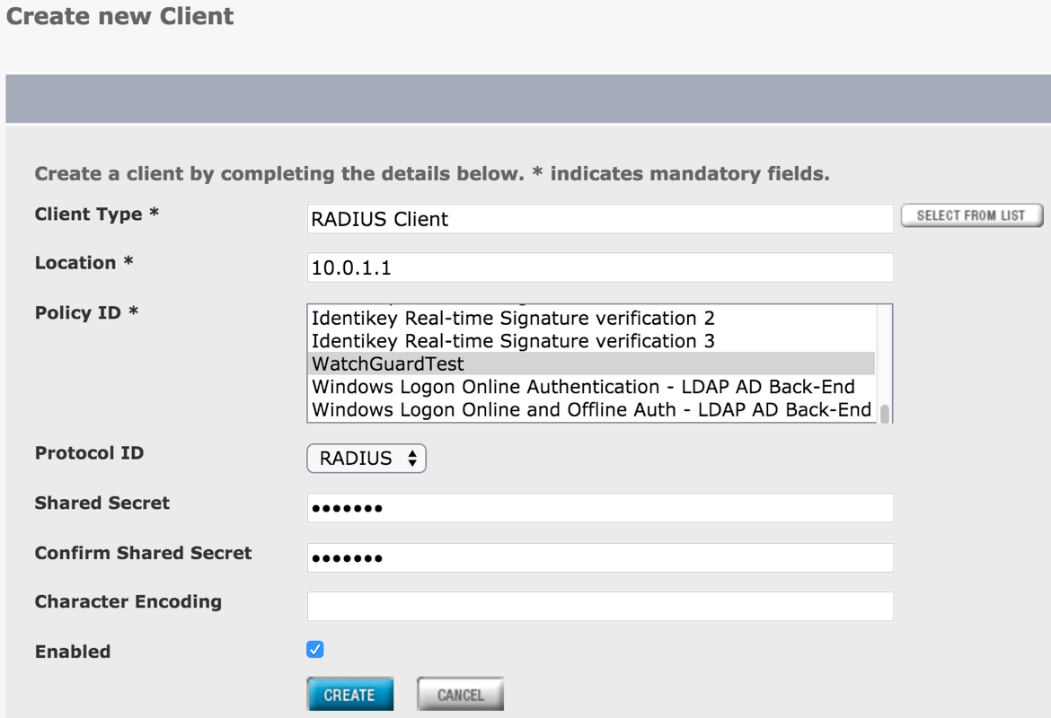 Create new Client
Create a client by completing the details below. * indicates mandatory fields.
Client Type * RADIUS Client SELECT FROM LIST
Location * 10.0.1.1
Policy ID *
Identikey Real-time Signature verification 2
Identikey Real-time Signature verification 3
WatchGuardTest
Windows Logon Online Authentication - LDAP AD Back-End
Windows Logon Online and Offline Auth - LDAP AD Back-End
Protocol ID RADIUS
Shared Secret •••••••
Confirm Shared Secret •••••••
Character Encoding
Enabled
CREATE CANCEL